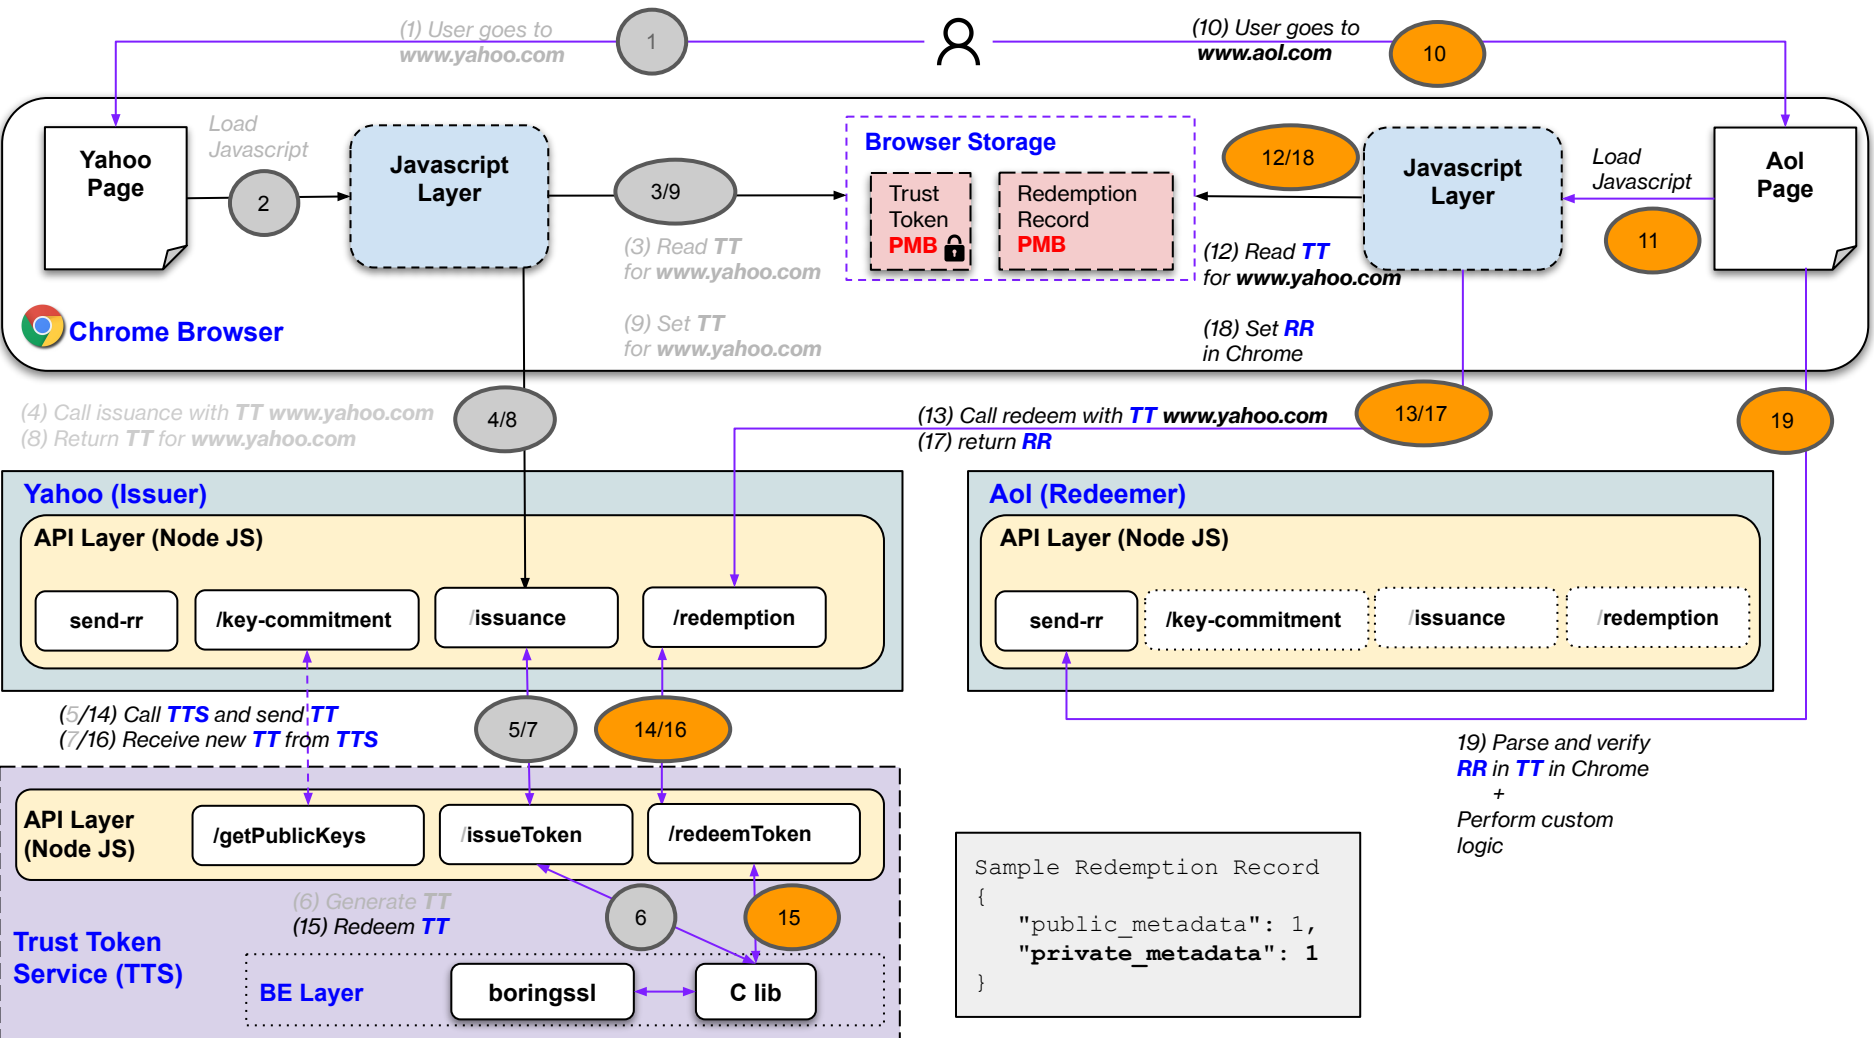 (1) User goes to
www.yahoo.com
1
(10) User goes to
www.aol.com
10
Yahoo
Page
Load
Javascript
2
Javascript
Layer
3/9
(3) Read TT
for www.yahoo.com
(9) Set TT
for www.yahoo.com
Browser Storage
Trust
Token
PMB
Redemption
Record
PMB
12/18
(12) Read TT
for www.yahoo.com
(18) Set RR
in Chrome
Javascript
Layer
Load
Javascript
11
Aol
Page
Chrome Browser
(4) Call issuance with TT www.yahoo.com
(8) Return TT for www.yahoo.com
4/8
(13) Call redeem with TT www.yahoo.com
(17) return RR
13/17
19
Yahoo (Issuer)
API Layer (Node JS)
send-rr
/key-commitment
/issuance
/redemption
Aol (Redeemer)
API Layer (Node JS)
send-rr
/key-commitment
/issuance
/redemption
(5/14) Call TTS and send TT
(7/16) Receive new TT from TTS
5/7
14/16
19) Parse and verify
RR in TT in Chrome
+
Perform custom
logic
API Layer
(Node JS)
/getPublicKeys
/issueToken
/redeemToken
(6) Generate TT
(15) Redeem TT
6
15
Trust Token
Service (TTS)
BE Layer
boringssl
C lib
Sample Redemption Record
{
"public_metadata": 1,
"private_metadata": 1
}